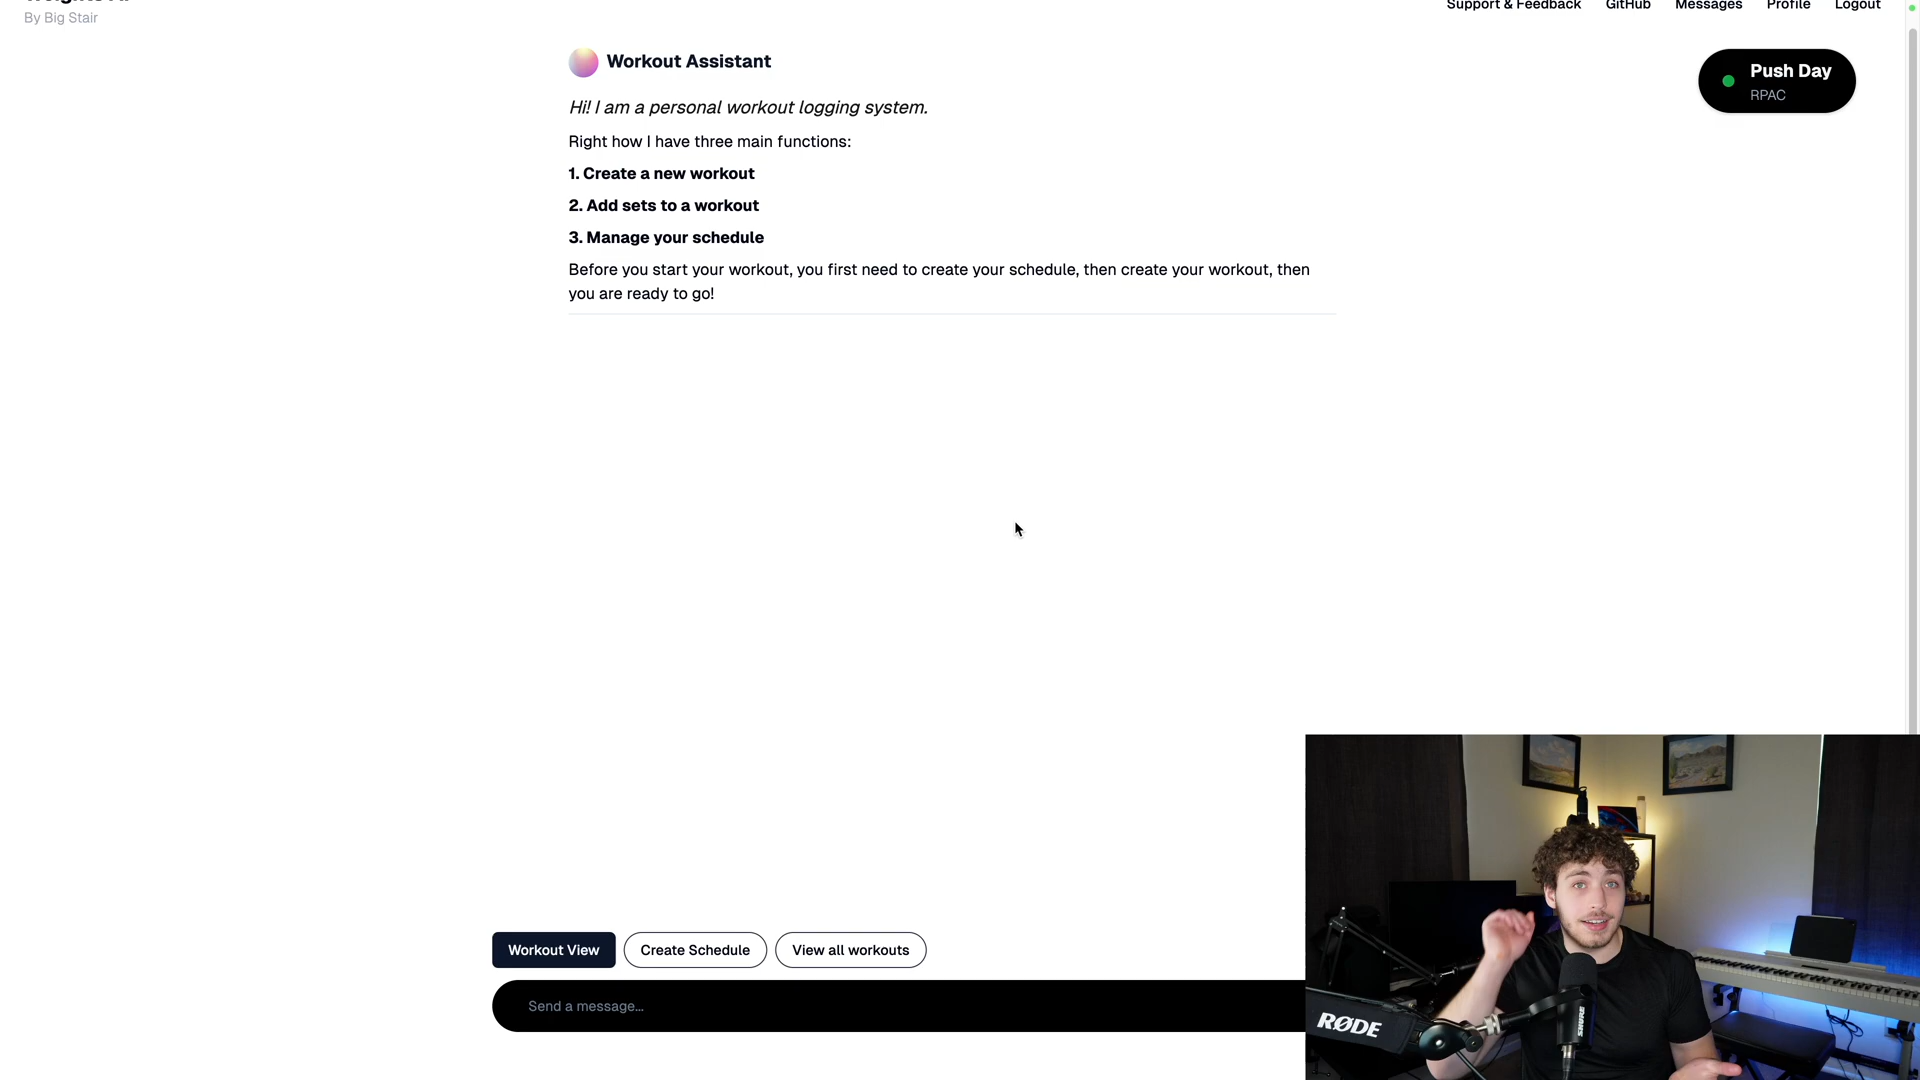 By Big Stair
Support & Feedback
GitHub
Messages
Profile
Logout
Workout Assistant
Push Day
RPAC
Hi! I am a personal workout logging system.
Right how I have three main functions:
1. Create a new workout
2. Add sets to a workout
3. Manage your schedule
Before you start your workout, you first need to create your schedule, then create your workout, then
you are ready to go!
Workout View
Create Schedule
View all workouts
Send a message...
RØDE
SHURE